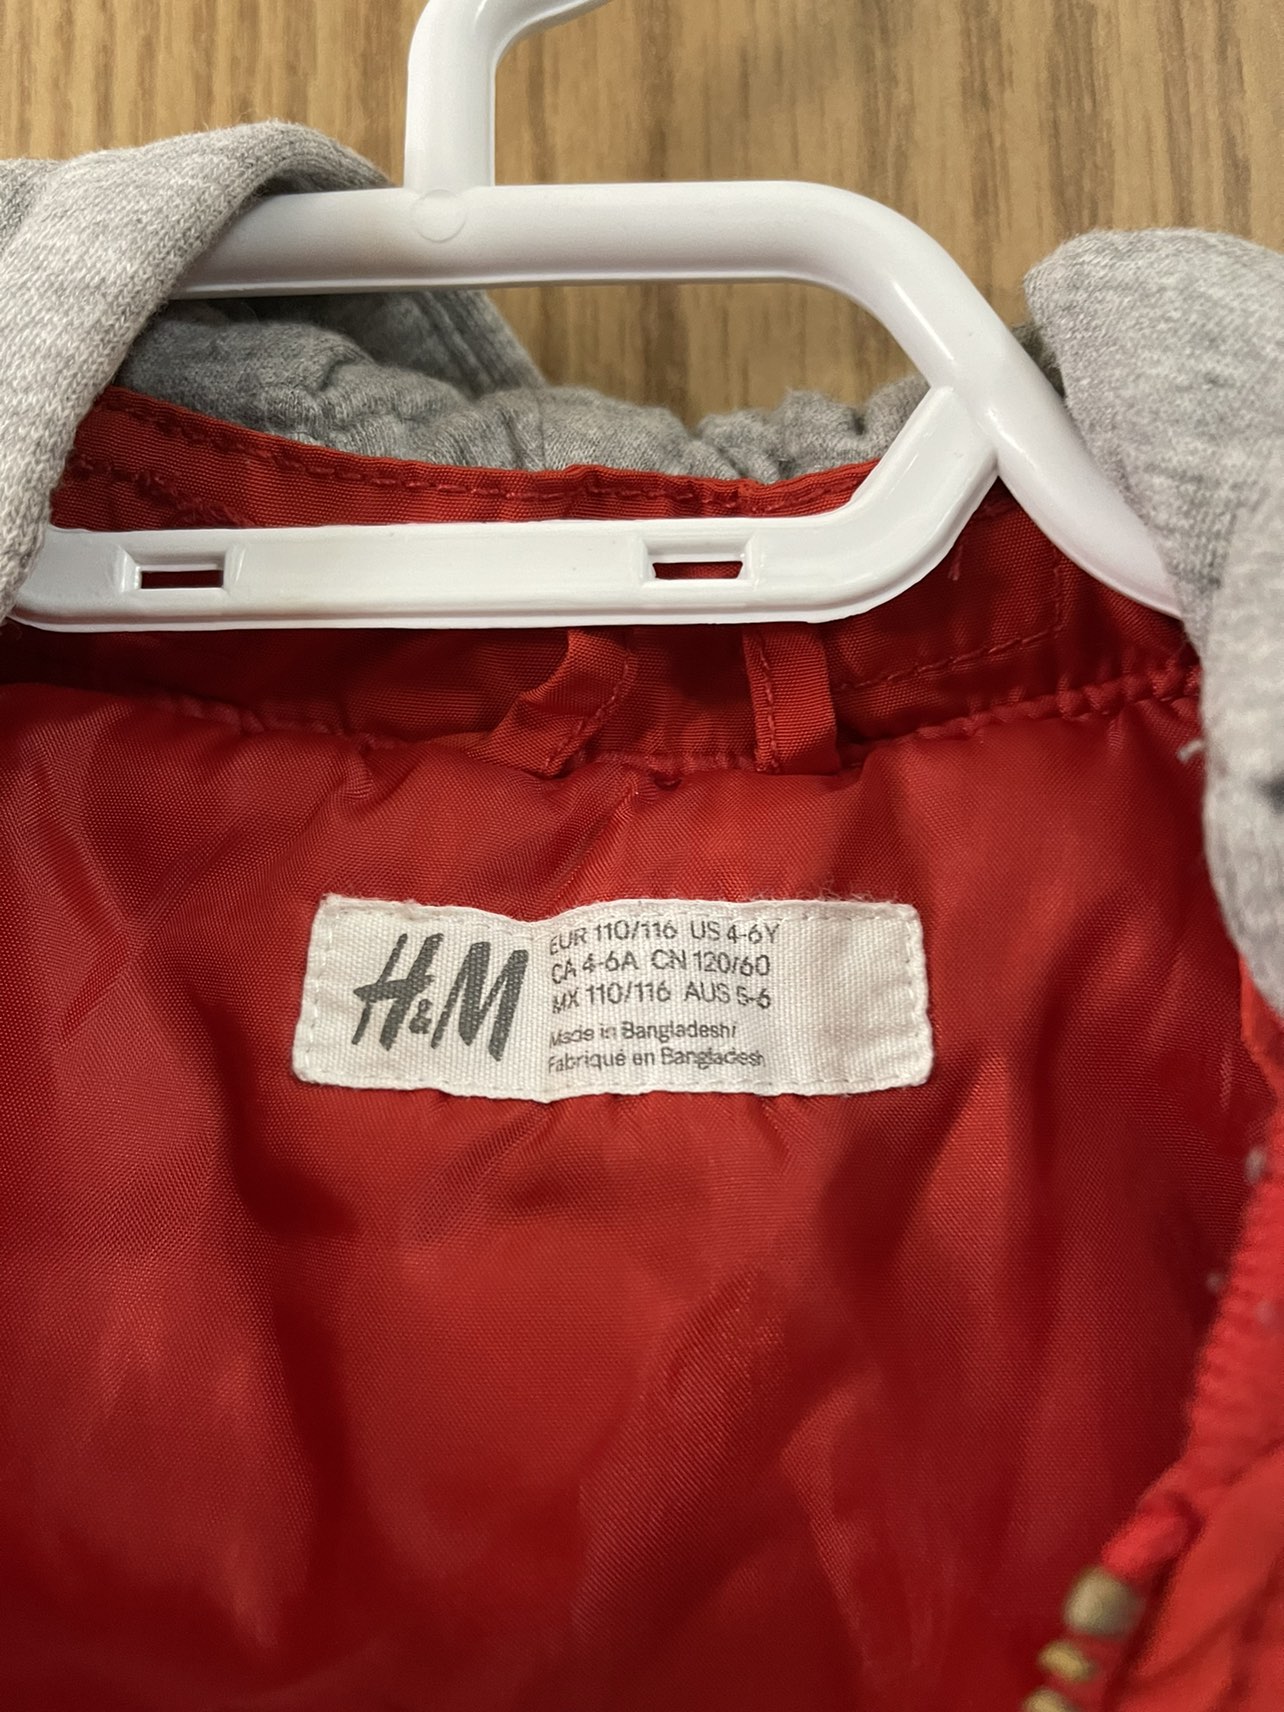 H&M
EUR 110/116 US 4-6Y
CA 4-6A CN 120/60
MX 110/116 AUS 5-6
Made in Bangladesh/
Fabriqué en Bangladesh